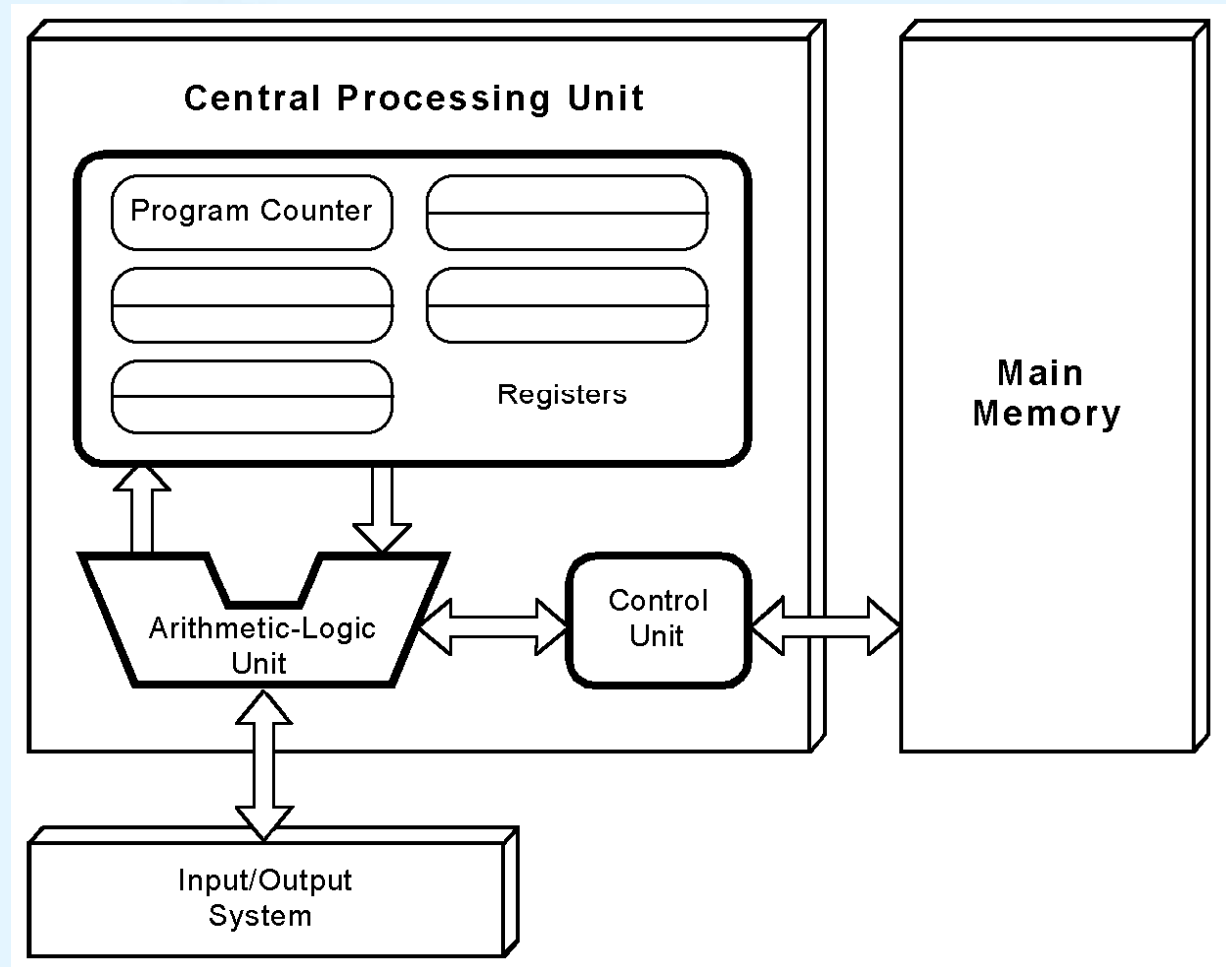 Central Processing Unit
Program Counter
Registers
Main
Memory
Arithmetic-Logic
Unit
Control
Unit
Input/Output
System